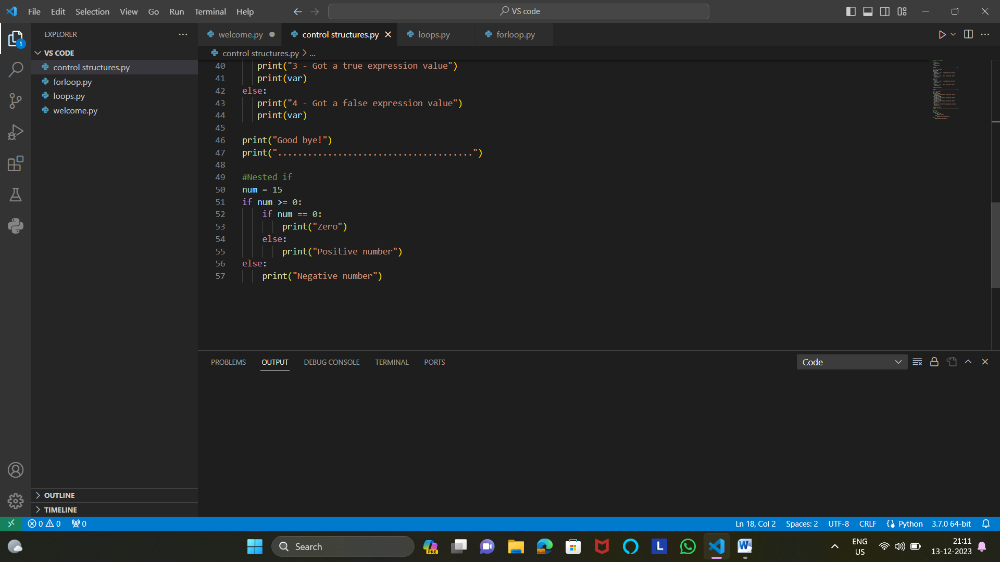 File Edit Selection View Go Run Terminal Help
VS code
EXPLORER
VS CODE
control structures.py
forloop.py
loops.py
welcome.py
OUTLINE
TIMELINE
1
welcome.py
control structures.py
loops.py
forloop.py
control structures.py > ...
40 print("3 - Got a true expression value")
41 print(var)
42 else:
43 print("4 - Got a false expression value")
44 print(var)
45
46 print("Good bye!")
47 print(".......................................")
48
49 #Nested if
50 num = 15
51 if num >= 0:
52 if num == 0:
53 print("Zero")
54 else:
55 print("Positive number")
56 else:
57 print("Negative number")
PROBLEMS OUTPUT DEBUG CONSOLE TERMINAL PORTS
Code
0 0 0
Ln 18, Col 2 Spaces: 2 UTF-8 CRLF Python 3.7.0 64-bit
Search
PRE
L
W
ENG
US
21:11
13-12-2023